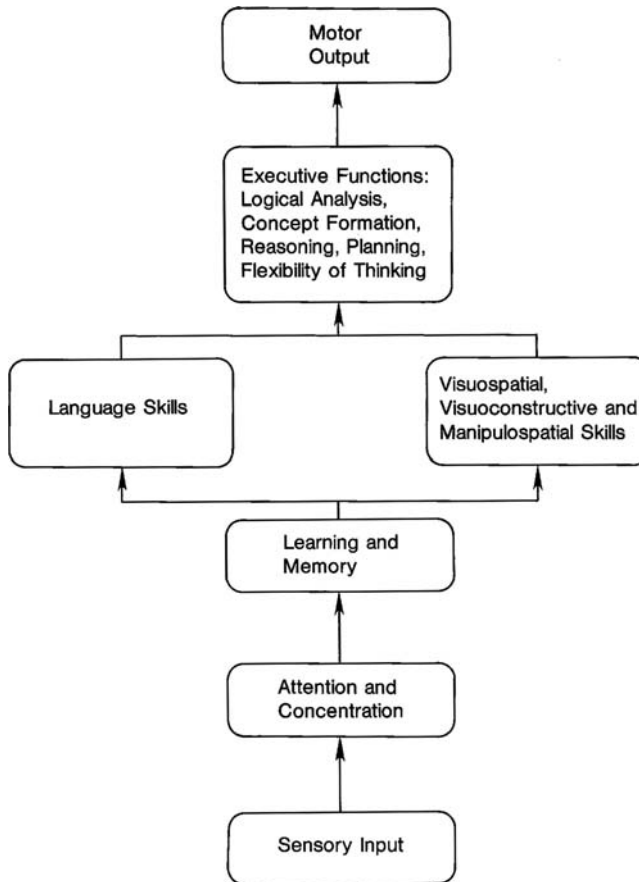 Motor
Output
Executive Functions:
Logical Analysis,
Concept Formation,
Reasoning, Planning,
Flexibility of Thinking
Language Skills
Visuospatial,
Visuoconstructive and
Manipulospatial Skills
Learning and
Memory
Attention and
Concentration
Sensory Input